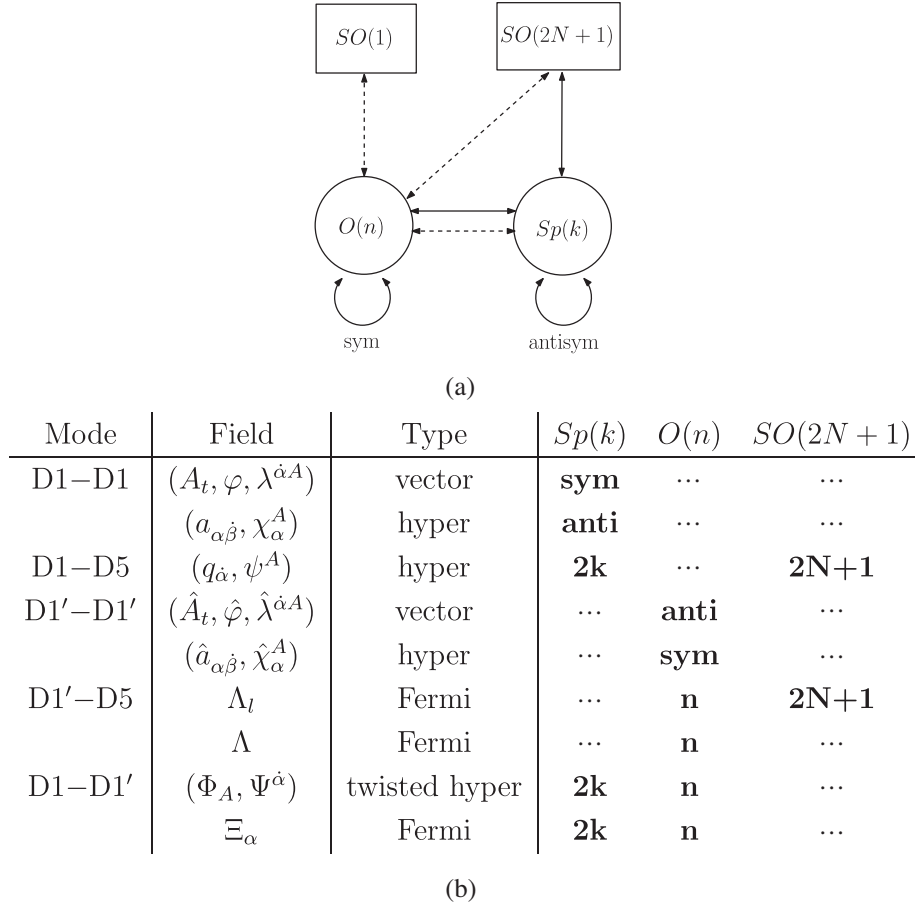 SO(1) SO(2N + 1)
O(n) Sp(k)
sym antisym
(a)
Mode Field Type Sp(k) O(n) SO(2N + 1)
D1−D1 (A_t, φ, λ^{α̇A}) vector sym ... ...
(a_{αβ̇}, χ^A_α) hyper anti ... ...
D1−D5 (q_{α̇}, ψ^A) hyper 2k ... 2N+1
D1′−D1′ (Â_t, φ̂, λ̂^{α̇A}) vector ... anti ...
(â_{αβ̇}, χ̂^A_α) hyper ... sym ...
D1′−D5 Λ_l Fermi ... n 2N+1
Λ Fermi ... n ...
D1−D1′ (Φ_A, Ψ^{α̇}) twisted hyper 2k n ...
Ξ_α Fermi 2k n ...
(b)